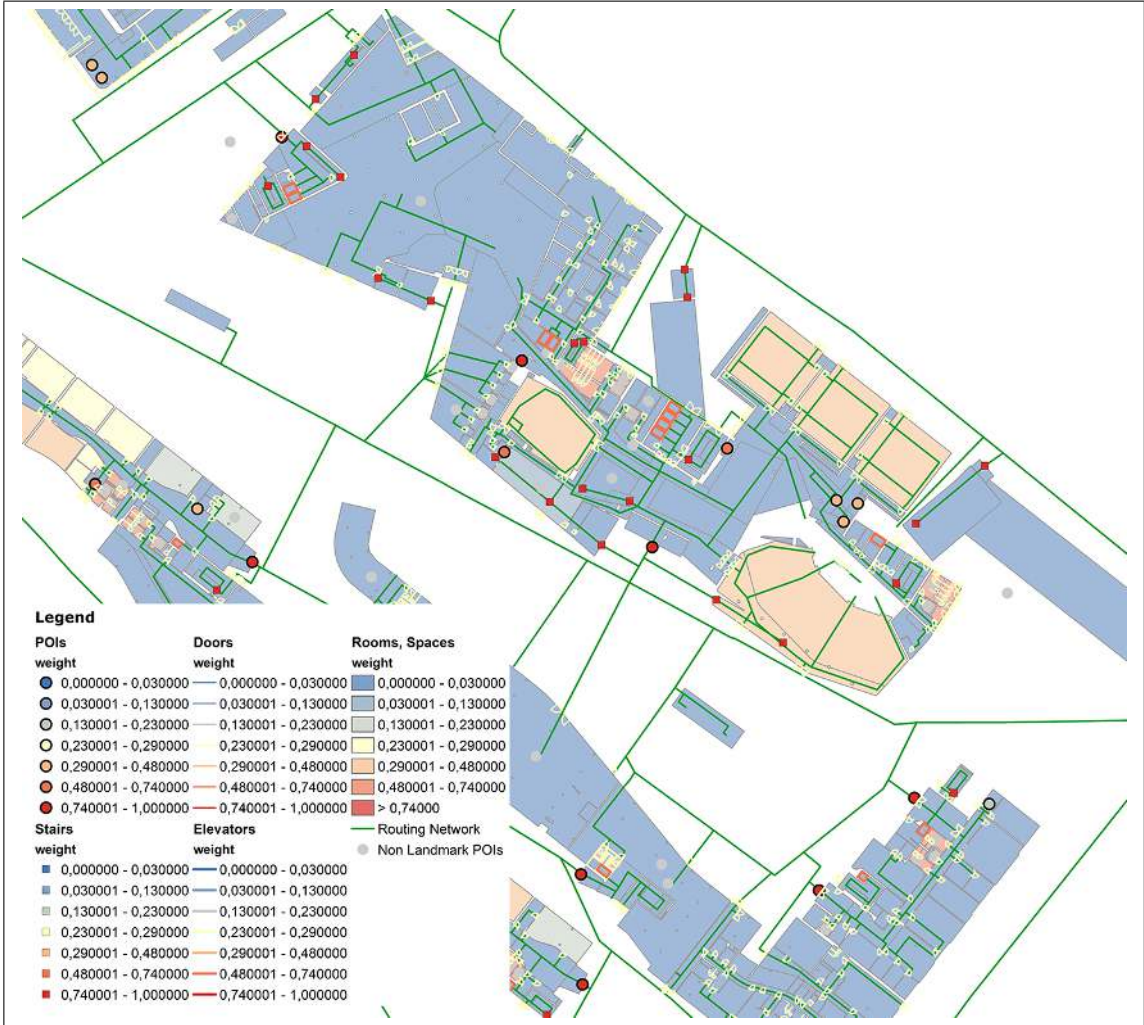 Legend
POIs Doors Rooms, Spaces
weight weight weight
0,000000 - 0,030000 0,000000 - 0,030000 0,000000 - 0,030000
0,030001 - 0,130000 0,030001 - 0,130000 0,030001 - 0,130000
0,130001 - 0,230000 0,130001 - 0,230000 0,130001 - 0,230000
0,230001 - 0,290000 0,230001 - 0,290000 0,230001 - 0,290000
0,290001 - 0,480000 0,290001 - 0,480000 0,290001 - 0,480000
0,480001 - 0,740000 0,480001 - 0,740000 0,480001 - 0,740000
0,740001 - 1,000000 0,740001 - 1,000000 > 0,74000
Stairs Elevators Routing Network
weight weight Non Landmark POIs
0,000000 - 0,030000 0,000000 - 0,030000
0,030001 - 0,130000 0,030001 - 0,130000
0,130001 - 0,230000 0,130001 - 0,230000
0,230001 - 0,290000 0,230001 - 0,290000
0,290001 - 0,480000 0,290001 - 0,480000
0,480001 - 0,740000 0,480001 - 0,740000
0,740001 - 1,000000 0,740001 - 1,000000